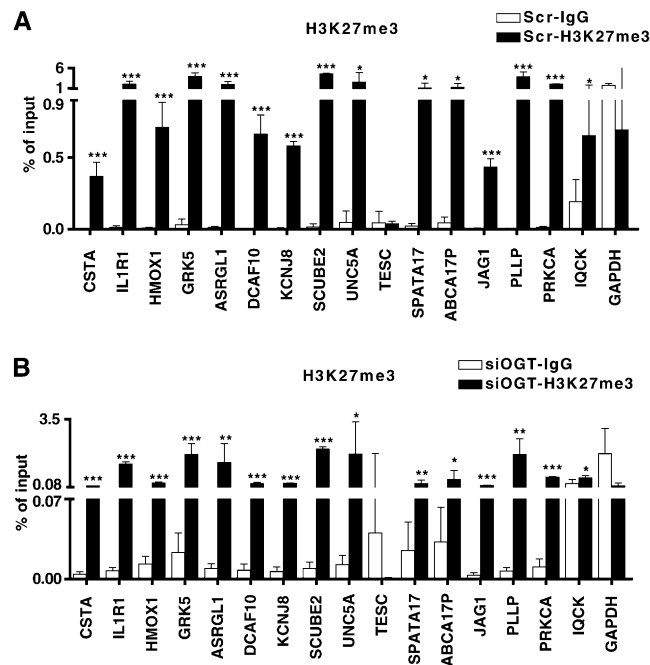 A
H3K27me3
Scr-IgG
Scr-H3K27me3
% of input
6
1
0.9
0.5
0.0
*** *** *** *** *** *** *** *** * * * *** *** *** *
CSTA IL1R1 HMOX1 GRK5 ASRGL1 DCAF10 KCNJ8 SCUBE2 UNC5A TESC SPATA17 ABCA17P JAG1 PLLP PRKCA IQCK GAPDH
B
H3K27me3
siOGT-IgG
siOGT-H3K27me3
% of input
3.5
0.08
0.07
0.00
*** *** *** *** ** *** *** *** * ** * *** ** *** *
CSTA IL1R1 HMOX1 GRK5 ASRGL1 DCAF10 KCNJ8 SCUBE2 UNC5A TESC SPATA17 ABCA17P JAG1 PLLP PRKCA IQCK GAPDH